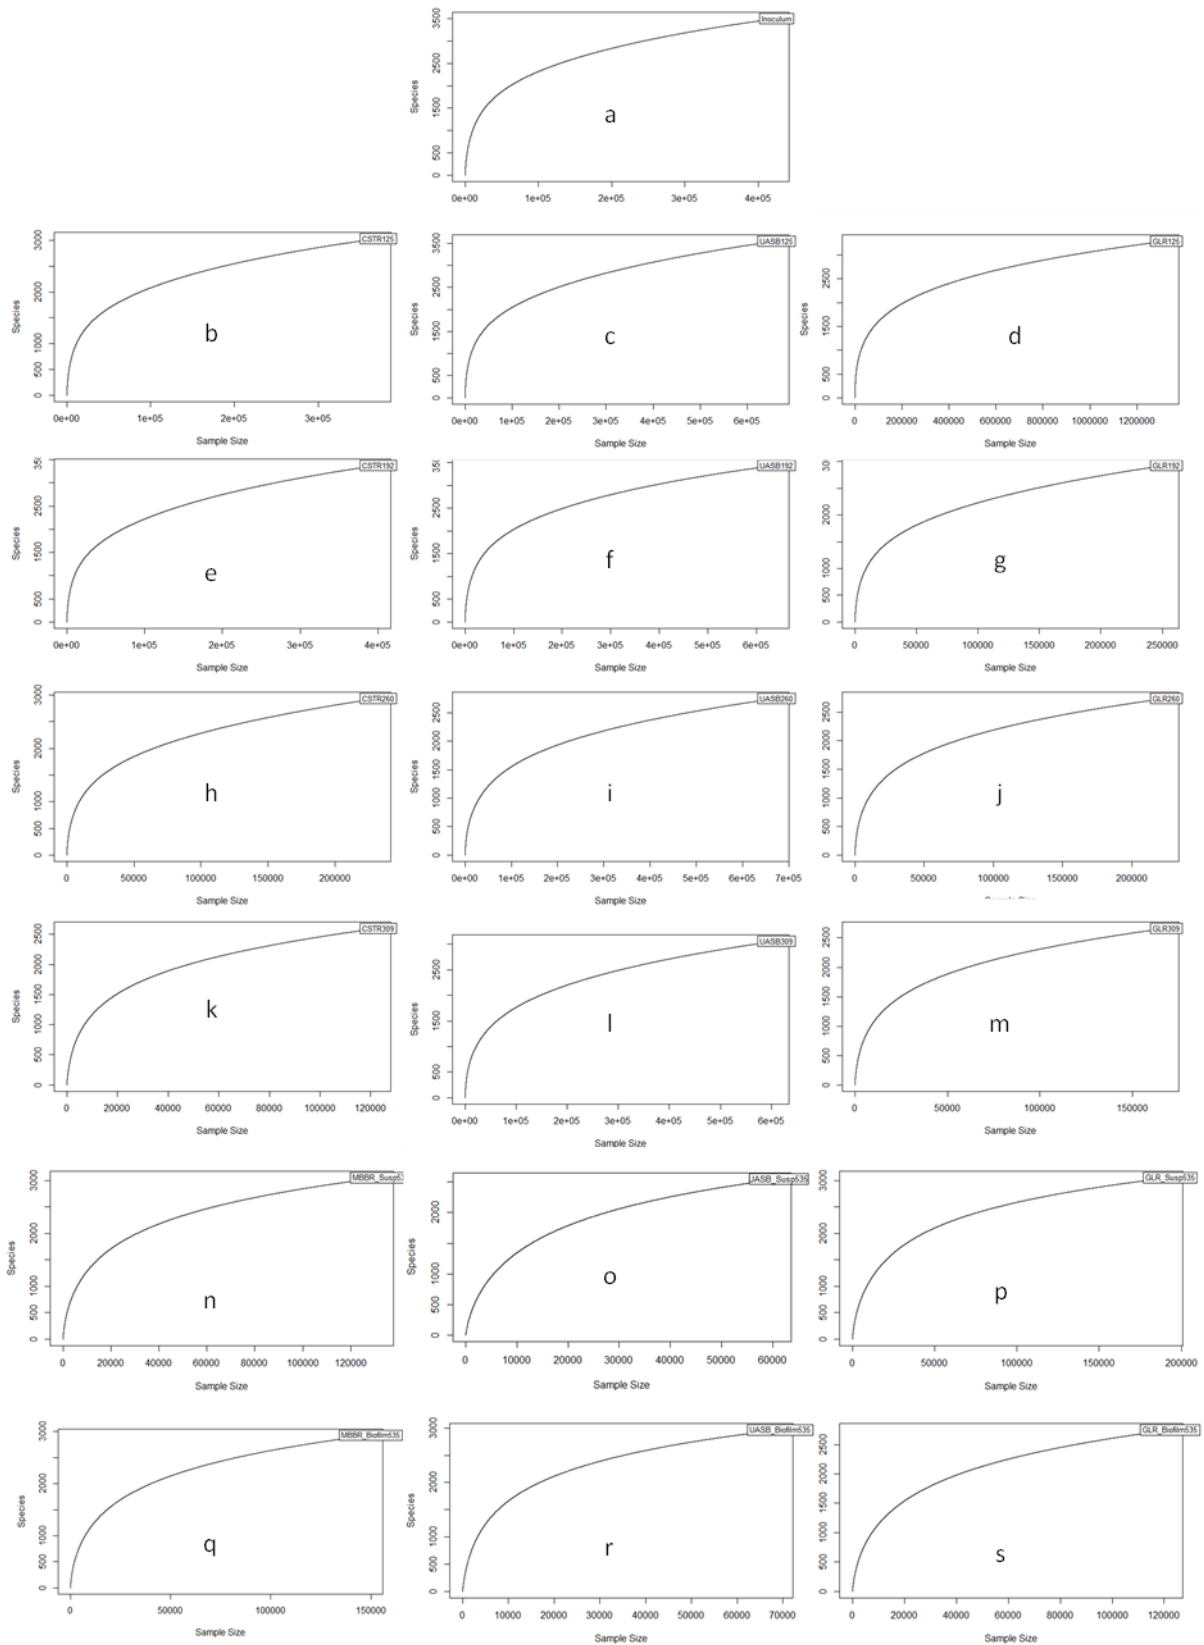 Inoculum
Species
0 500 1500 2500 3500
a
0e+00 1e+05 2e+05 3e+05 4e+05
CSTR125
Species
0 500 1000 2000 3000
b
0e+00 1e+05 2e+05 3e+05
Sample Size
UASB125
Species
0 500 1500 2500 3500
c
0e+00 1e+05 2e+05 3e+05 4e+05 5e+05 6e+05
Sample Size
GLR125
Species
0 500 1500 2500
d
0 200000 400000 600000 800000 1000000 1200000
Sample Size
CSTR192
Species
0 500 1500 2500
e
0e+00 1e+05 2e+05 3e+05 4e+05
Sample Size
UASB192
Species
0 500 1500 2500
f
0e+00 1e+05 2e+05 3e+05 4e+05 5e+05 6e+05
Sample Size
GLR192
Species
0 500 1000 2000
g
0 50000 100000 150000 200000 250000
Sample Size
CSTR260
Species
0 500 1000 2000 3000
h
0 50000 100000 150000 200000
Sample Size
UASB260
Species
0 500 1000 1500 2000 2500
i
0e+00 1e+05 2e+05 3e+05 4e+05 5e+05 6e+05 7e+05
Sample Size
GLR260
Species
0 500 1000 1500 2000 2500
j
0 50000 100000 150000 200000
CSTR309
Species
0 500 1000 1500 2000 2500
k
0 20000 40000 60000 80000 100000 120000
Sample Size
UASB309
Species
0 500 1500 2500
l
0e+00 1e+05 2e+05 3e+05 4e+05 5e+05 6e+05
Sample Size
GLR309
Species
0 500 1000 1500 2000 2500
m
0 50000 100000 150000
Sample Size
MBBR_Susp5
Species
0 500 1000 2000 3000
n
0 20000 40000 60000 80000 100000 120000
Sample Size
JASB_Susp535
Species
0 500 1000 2000
o
0 10000 20000 30000 40000 50000 60000
Sample Size
GLR_Susp535
Species
0 500 1000 2000 3000
p
0 50000 100000 150000 200000
Sample Size
MBBR_Biofilm535
Species
0 500 1000 2000 3000
q
0 50000 100000 150000
Sample Size
UASB_Biofilm535
Species
0 500 1000 2000 3000
r
0 10000 20000 30000 40000 50000 60000 70000
Sample Size
GLR_Biofilm535
Species
0 500 1000 1500 2000 2500
s
0 20000 40000 60000 80000 100000 120000
Sample Size